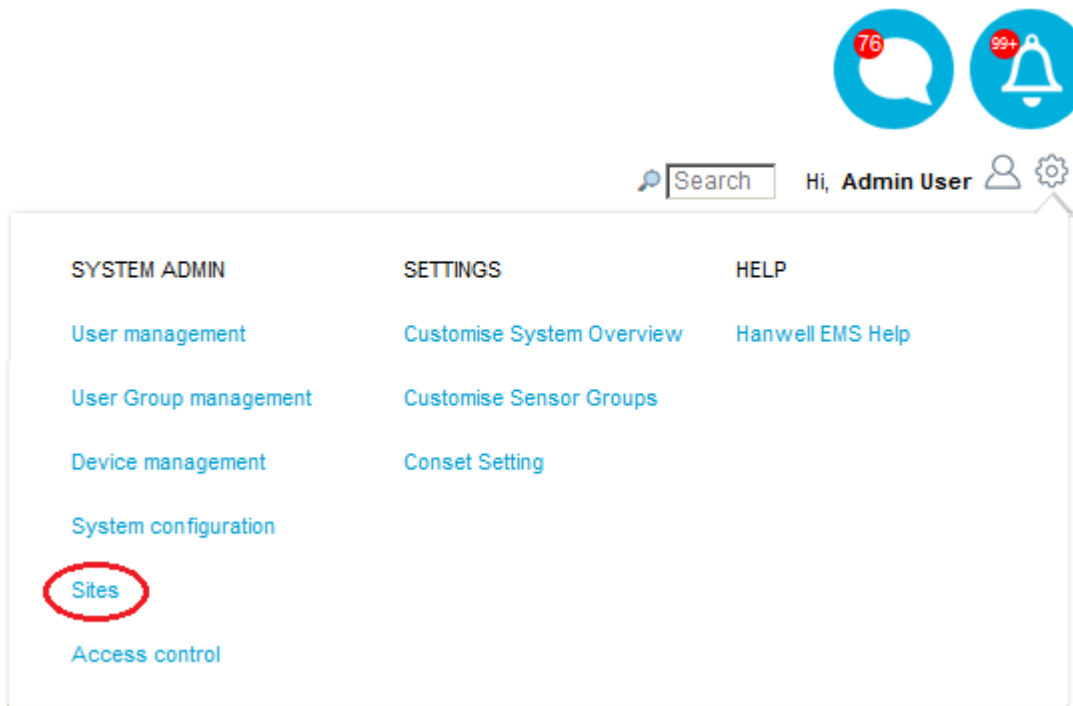 76
99+
Search
Hi, Admin User
SYSTEM ADMIN
SETTINGS
HELP
User management
Customise System Overview
Hanwell EMS Help
User Group management
Customise Sensor Groups
Device management
Conset Setting
System configuration
Sites
Access control